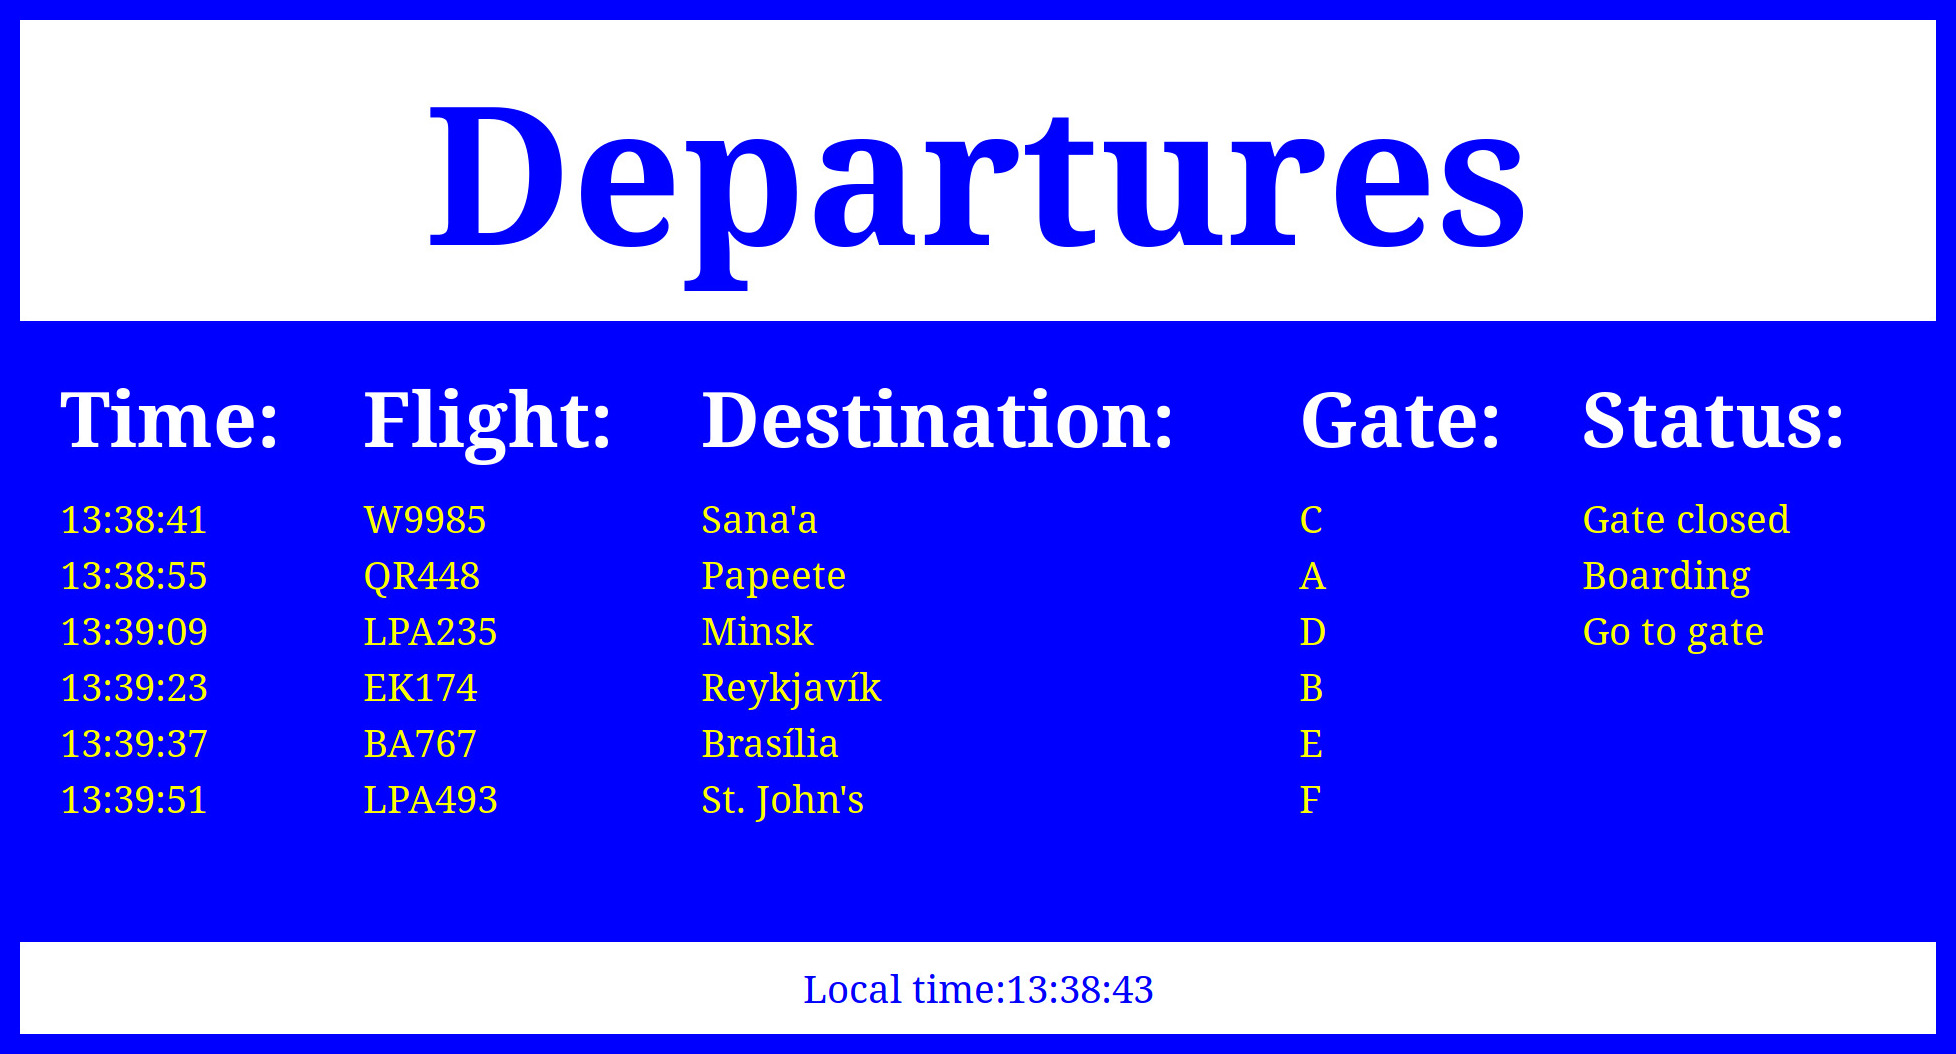 Departures
Time: Flight: Destination: Gate: Status:
13:38:41 W9985 Sana'a C Gate closed
13:38:55 QR448 Papeete A Boarding
13:39:09 LPA235 Minsk D Go to gate
13:39:23 EK174 Reykjavík B
13:39:37 BA767 Brasília E
13:39:51 LPA493 St. John's F
Local time:13:38:43